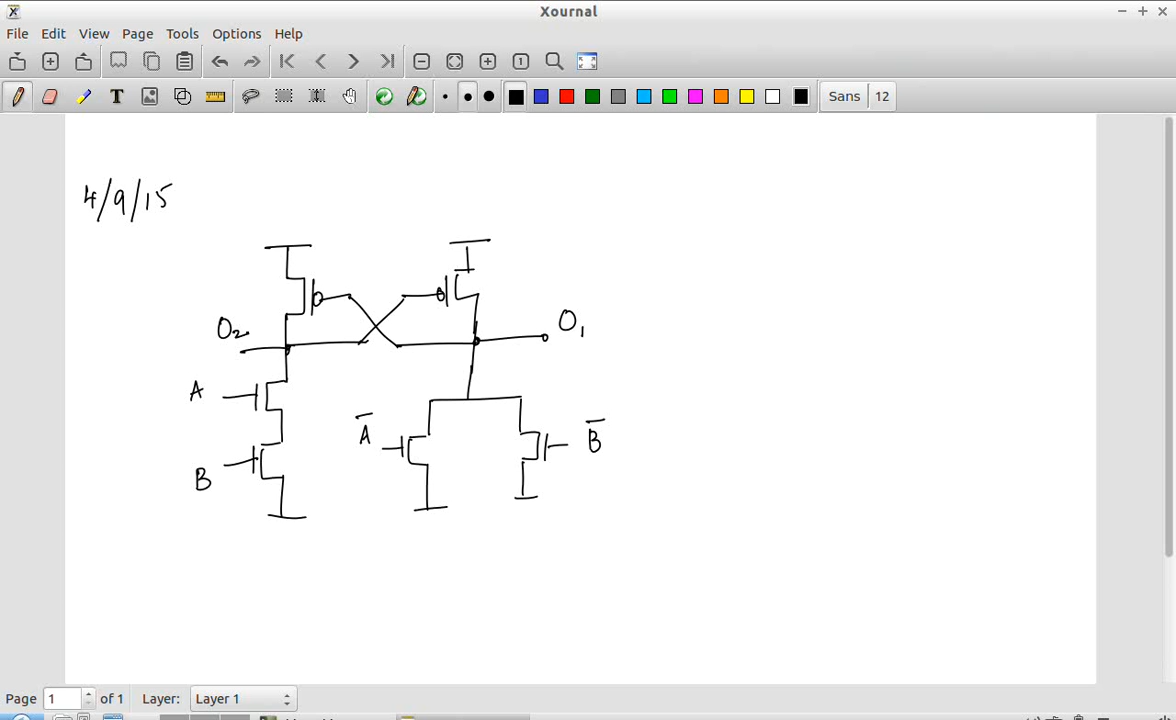 Xournal
File Edit View Page Tools Options Help
Sans 12
4/9/15
O₂
O₁
A
A̅
B̅
B
Page 1 of 1 Layer: Layer 1